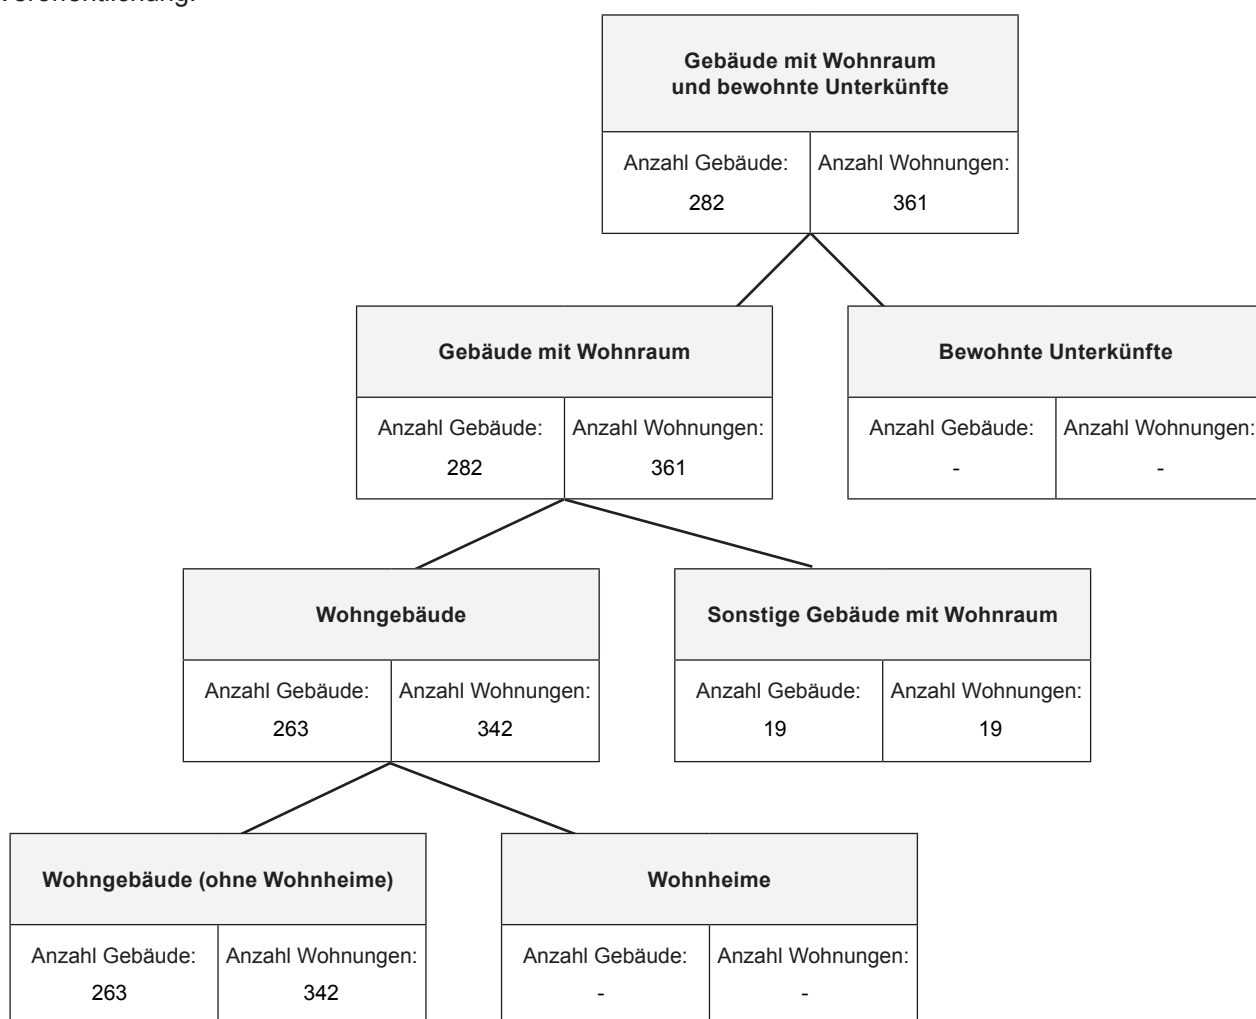 Veröffentlichung.
Gebäude mit Wohnraum
und bewohnte Unterkünfte
Anzahl Gebäude: Anzahl Wohnungen:
282 361
Gebäude mit Wohnraum
Anzahl Gebäude: Anzahl Wohnungen:
282 361
Bewohnte Unterkünfte
Anzahl Gebäude: Anzahl Wohnungen:
- -
Wohngebäude
Anzahl Gebäude: Anzahl Wohnungen:
263 342
Sonstige Gebäude mit Wohnraum
Anzahl Gebäude: Anzahl Wohnungen:
19 19
Wohngebäude (ohne Wohnheime)
Anzahl Gebäude: Anzahl Wohnungen:
263 342
Wohnheime
Anzahl Gebäude: Anzahl Wohnungen:
- -